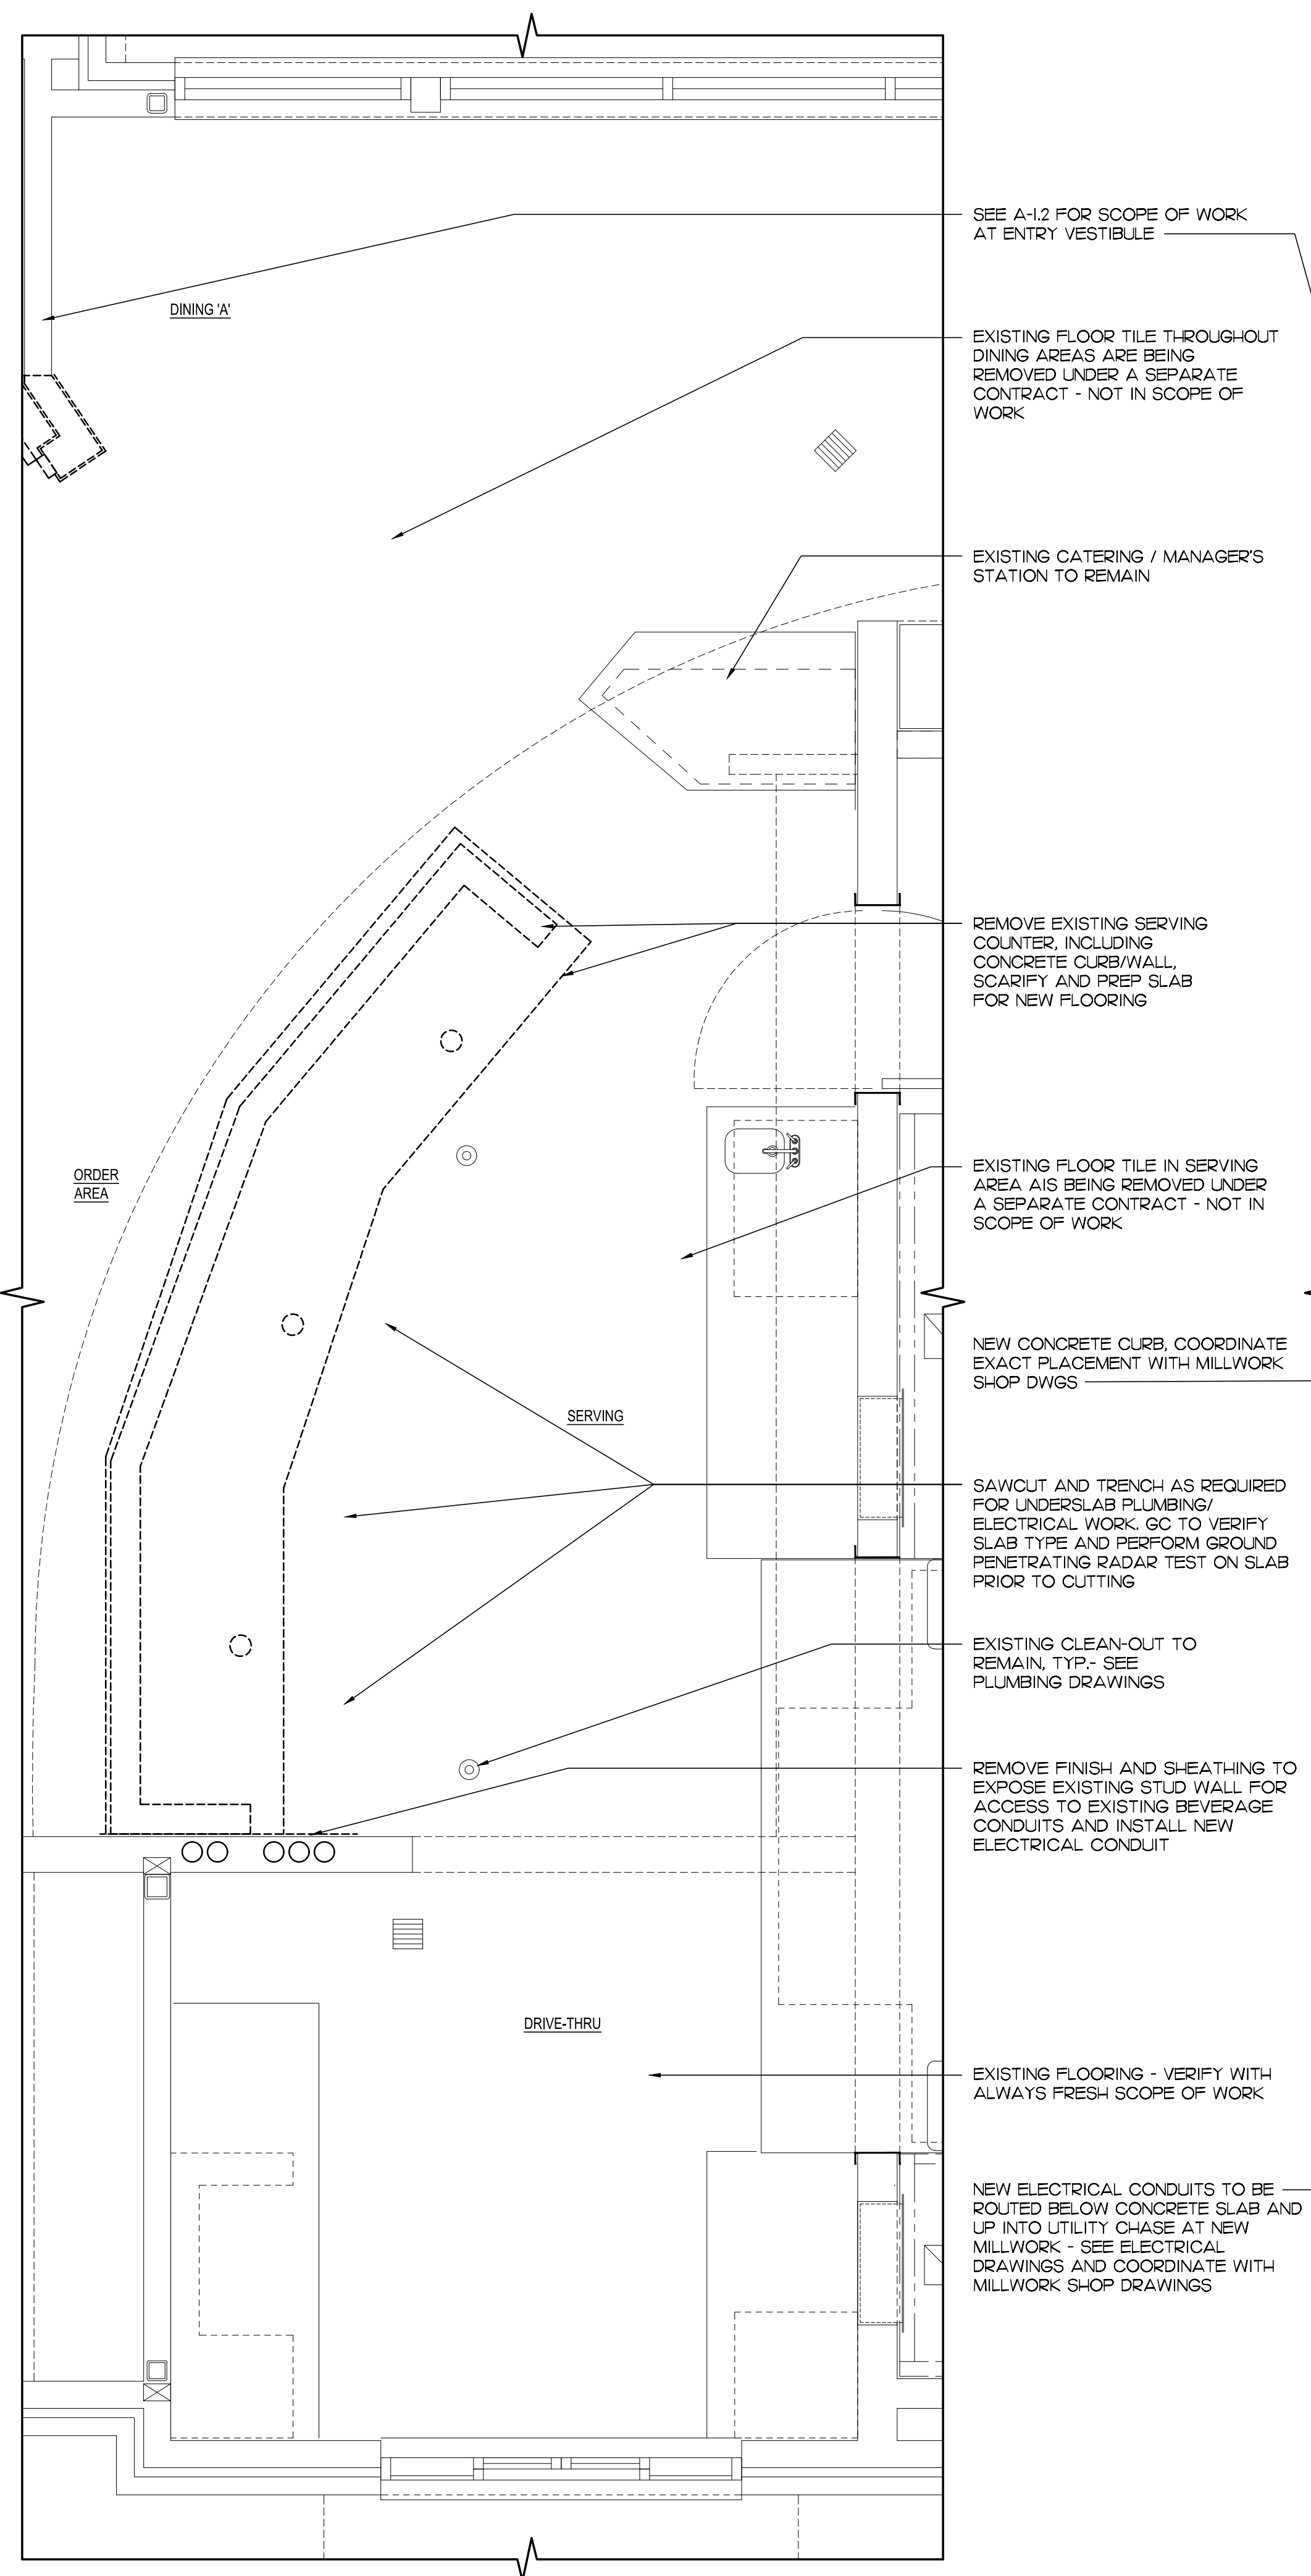 SEE A-1.2 FOR SCOPE OF WORK
AT ENTRY VESTIBULE
DINING 'A'
EXISTING FLOOR TILE THROUGHOUT
DINING AREAS ARE BEING
REMOVED UNDER A SEPARATE
CONTRACT - NOT IN SCOPE OF
WORK
EXISTING CATERING / MANAGER'S
STATION TO REMAIN
REMOVE EXISTING SERVING
COUNTER, INCLUDING
CONCRETE CURB/WALL,
SCARIFY AND PREP SLAB
FOR NEW FLOORING
ORDER
AREA
EXISTING FLOOR TILE IN SERVING
AREA AIS BEING REMOVED UNDER
A SEPARATE CONTRACT - NOT IN
SCOPE OF WORK
NEW CONCRETE CURB, COORDINATE
EXACT PLACEMENT WITH MILLWORK
SHOP DWGS
SERVING
SAWCUT AND TRENCH AS REQUIRED
FOR UNDERSLAB PLUMBING/
ELECTRICAL WORK. GC TO VERIFY
SLAB TYPE AND PERFORM GROUND
PENETRATING RADAR TEST ON SLAB
PRIOR TO CUTTING
EXISTING CLEAN-OUT TO
REMAIN, TYP.- SEE
PLUMBING DRAWINGS
REMOVE FINISH AND SHEATHING TO
EXPOSE EXISTING STUD WALL FOR
ACCESS TO EXISTING BEVERAGE
CONDUITS AND INSTALL NEW
ELECTRICAL CONDUIT
DRIVE-THRU
EXISTING FLOORING - VERIFY WITH
ALWAYS FRESH SCOPE OF WORK
NEW ELECTRICAL CONDUITS TO BE
ROUTED BELOW CONCRETE SLAB AND
UP INTO UTILITY CHASE AT NEW
MILLWORK - SEE ELECTRICAL
DRAWINGS AND COORDINATE WITH
MILLWORK SHOP DRAWINGS